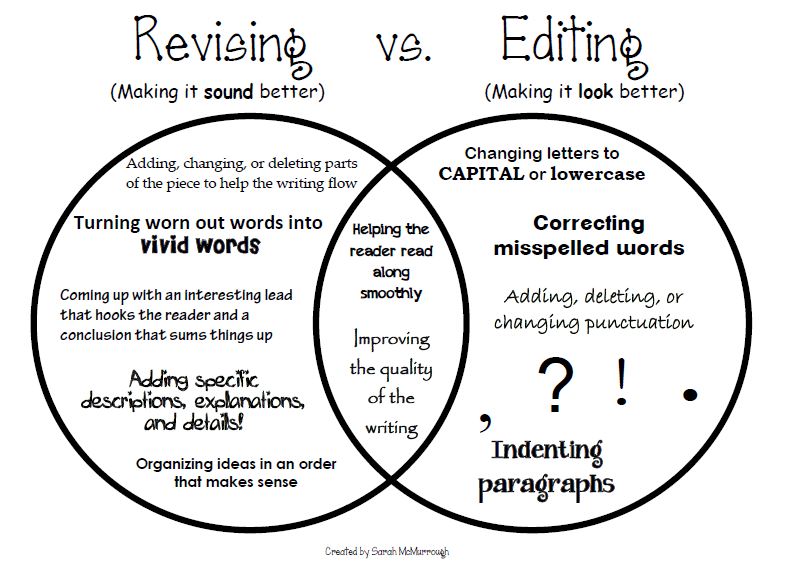 Revising vs. Editing
(Making it sound better) (Making it look better)
Adding, changing, or deleting parts
of the piece to help the writing flow
Turning worn out words into
vivid words
Coming up with an interesting lead
that hooks the reader and a
conclusion that sums things up
Adding specific
descriptions, explanations,
and details!
Organizing ideas in an order
that makes sense
Helping the
reader read
along
smoothly
Improving
the quality
of the
writing
Changing letters to
CAPITAL or lowercase
Correcting
misspelled words
Adding, deleting, or
changing punctuation
, ? ! .
Indenting
paragraphs
Created by Sarah McMurrough